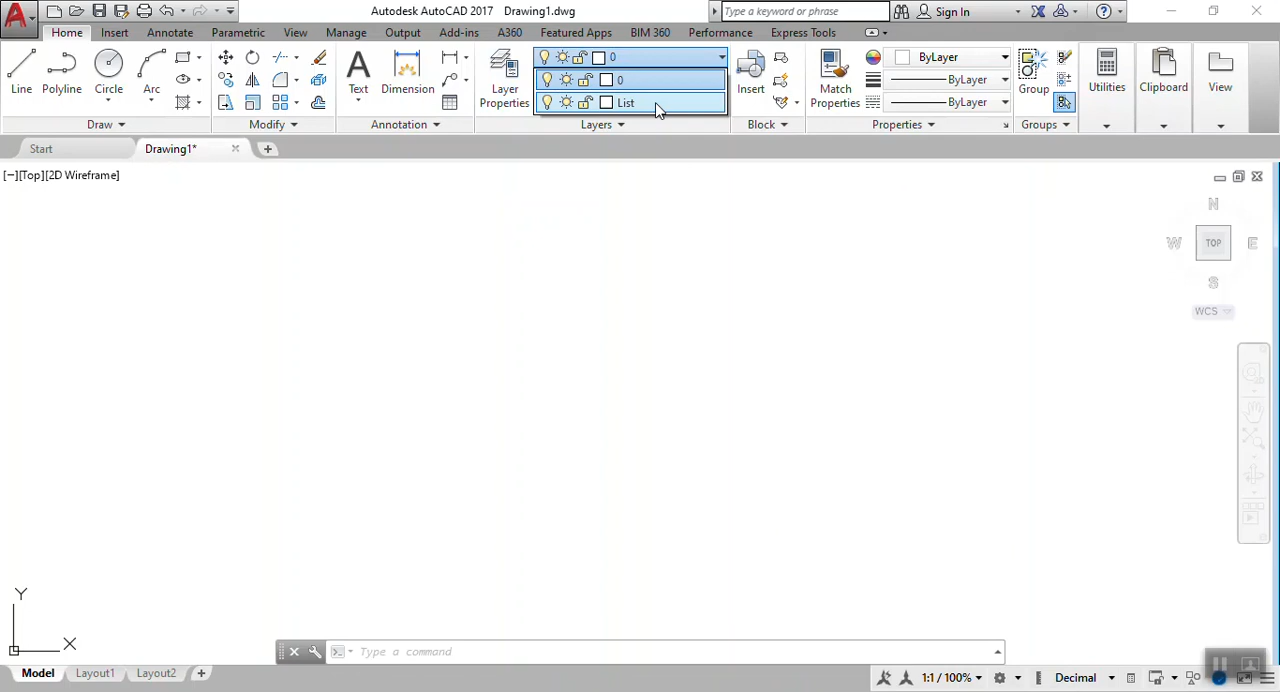 Autodesk AutoCAD 2017 Drawing1.dwg
Type a keyword or phrase
Sign In
Home Insert Annotate Parametric View Manage Output Add-ins A360 Featured Apps BIM 360 Performance Express Tools
Line Polyline Circle Arc
Draw
Modify
Text Dimension
Annotation
Layer
Properties
0
0
List
Layers
Insert
Block
Match
Properties
ByLayer
ByLayer
ByLayer
Properties
Group
Groups
Utilities
Clipboard
View
Start
Drawing1*
[−][Top][2D Wireframe]
N
W TOP E
S
WCS
Y
X
Type a command
Model Layout1 Layout2
1:1 / 100%
Decimal